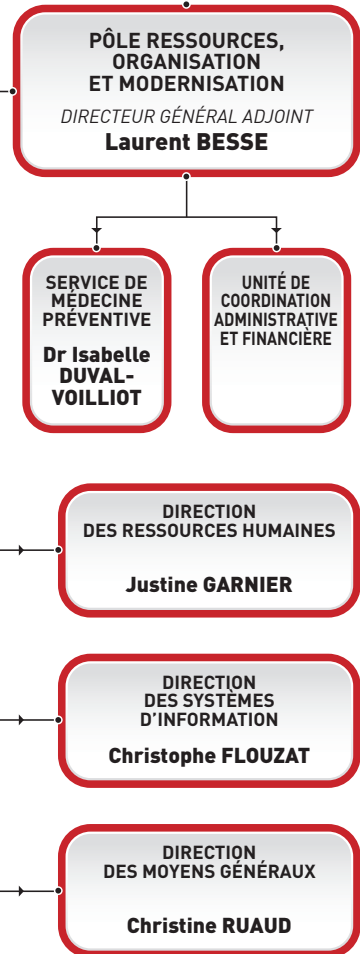 PÔLE RESSOURCES,
ORGANISATION
ET MODERNISATION
DIRECTEUR GÉNÉRAL ADJOINT
Laurent BESSE
SERVICE DE
MÉDECINE
PRÉVENTIVE
Dr Isabelle
DUVAL-
VOILLIOT
UNITÉ DE
COORDINATION
ADMINISTRATIVE
ET FINANCIÈRE
DIRECTION
DES RESSOURCES HUMAINES
Justine GARNIER
DIRECTION
DES SYSTÈMES
D'INFORMATION
Christophe FLOUZAT
DIRECTION
DES MOYENS GÉNÉRAUX
Christine RUAUD